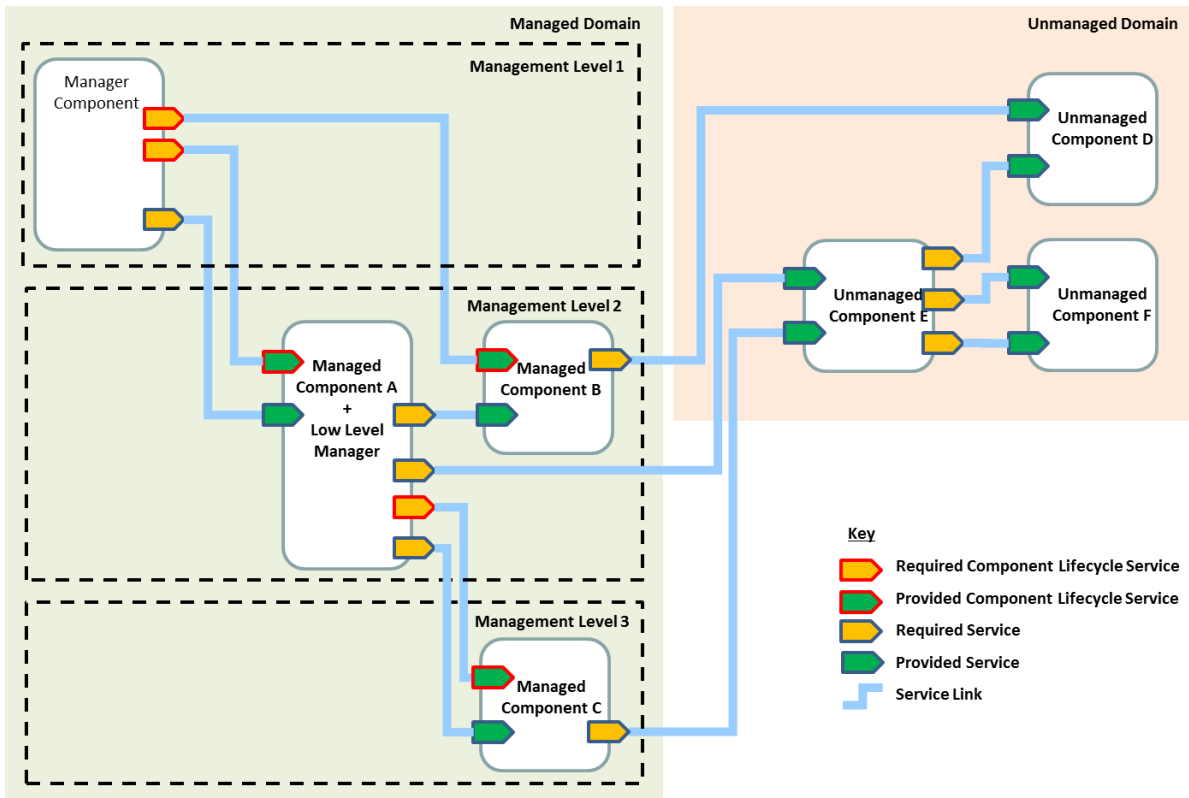 Managed Domain
Unmanaged Domain
Management Level 1
Manager
Component
Unmanaged
Component D
Unmanaged
Component E
Unmanaged
Component F
Management Level 2
Managed
Component A
+
Low Level
Manager
Managed
Component B
Management Level 3
Managed
Component C
Key
Required Component Lifecycle Service
Provided Component Lifecycle Service
Required Service
Provided Service
Service Link